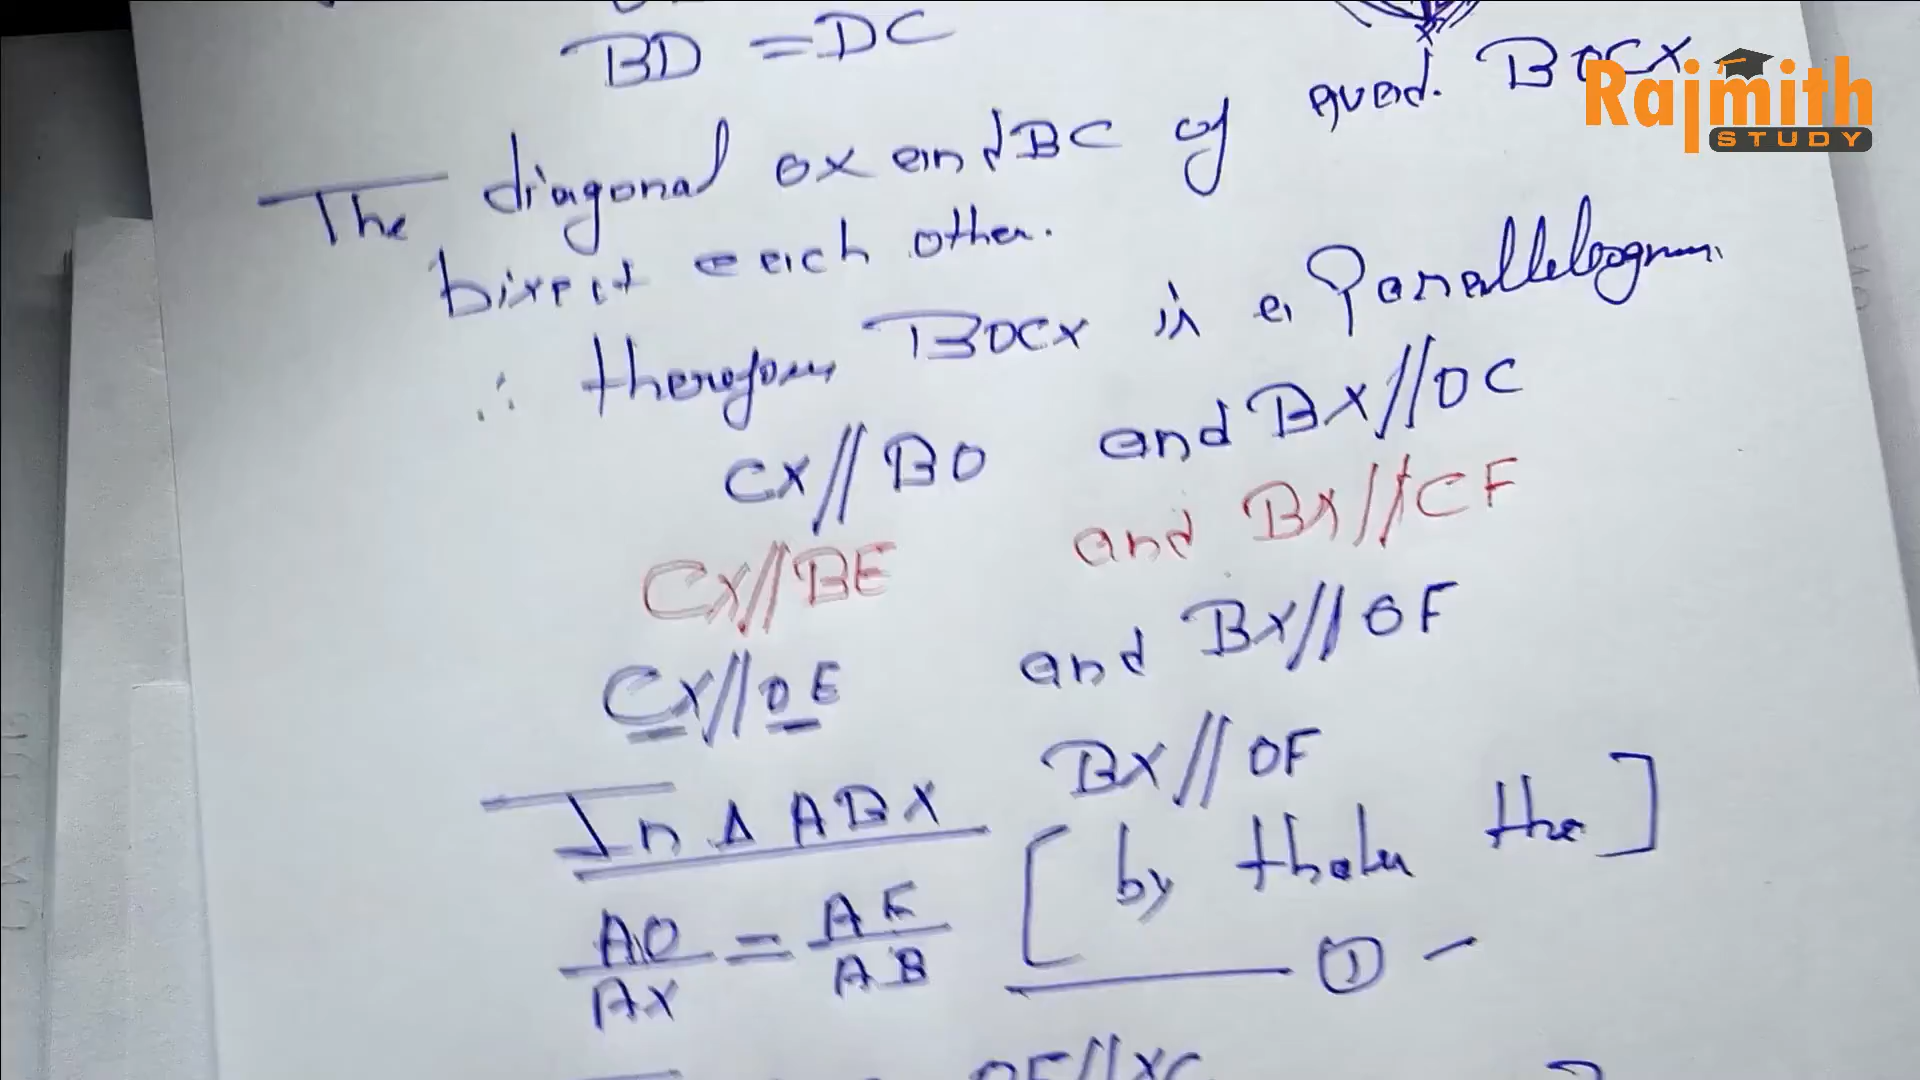 BD = DC
The diagonal OX and BC of quad. BOCX
bisect each other.
∴ therefore BOCX is a Parallelogram.
CX//BO and BX//OC
CX//BE and BX//CF
CX//OE and BX//OF
In Δ ABX BX//OF
AO/AX = AF/AB [by thales the] ①
OE//XC
Rajmith
STUDY